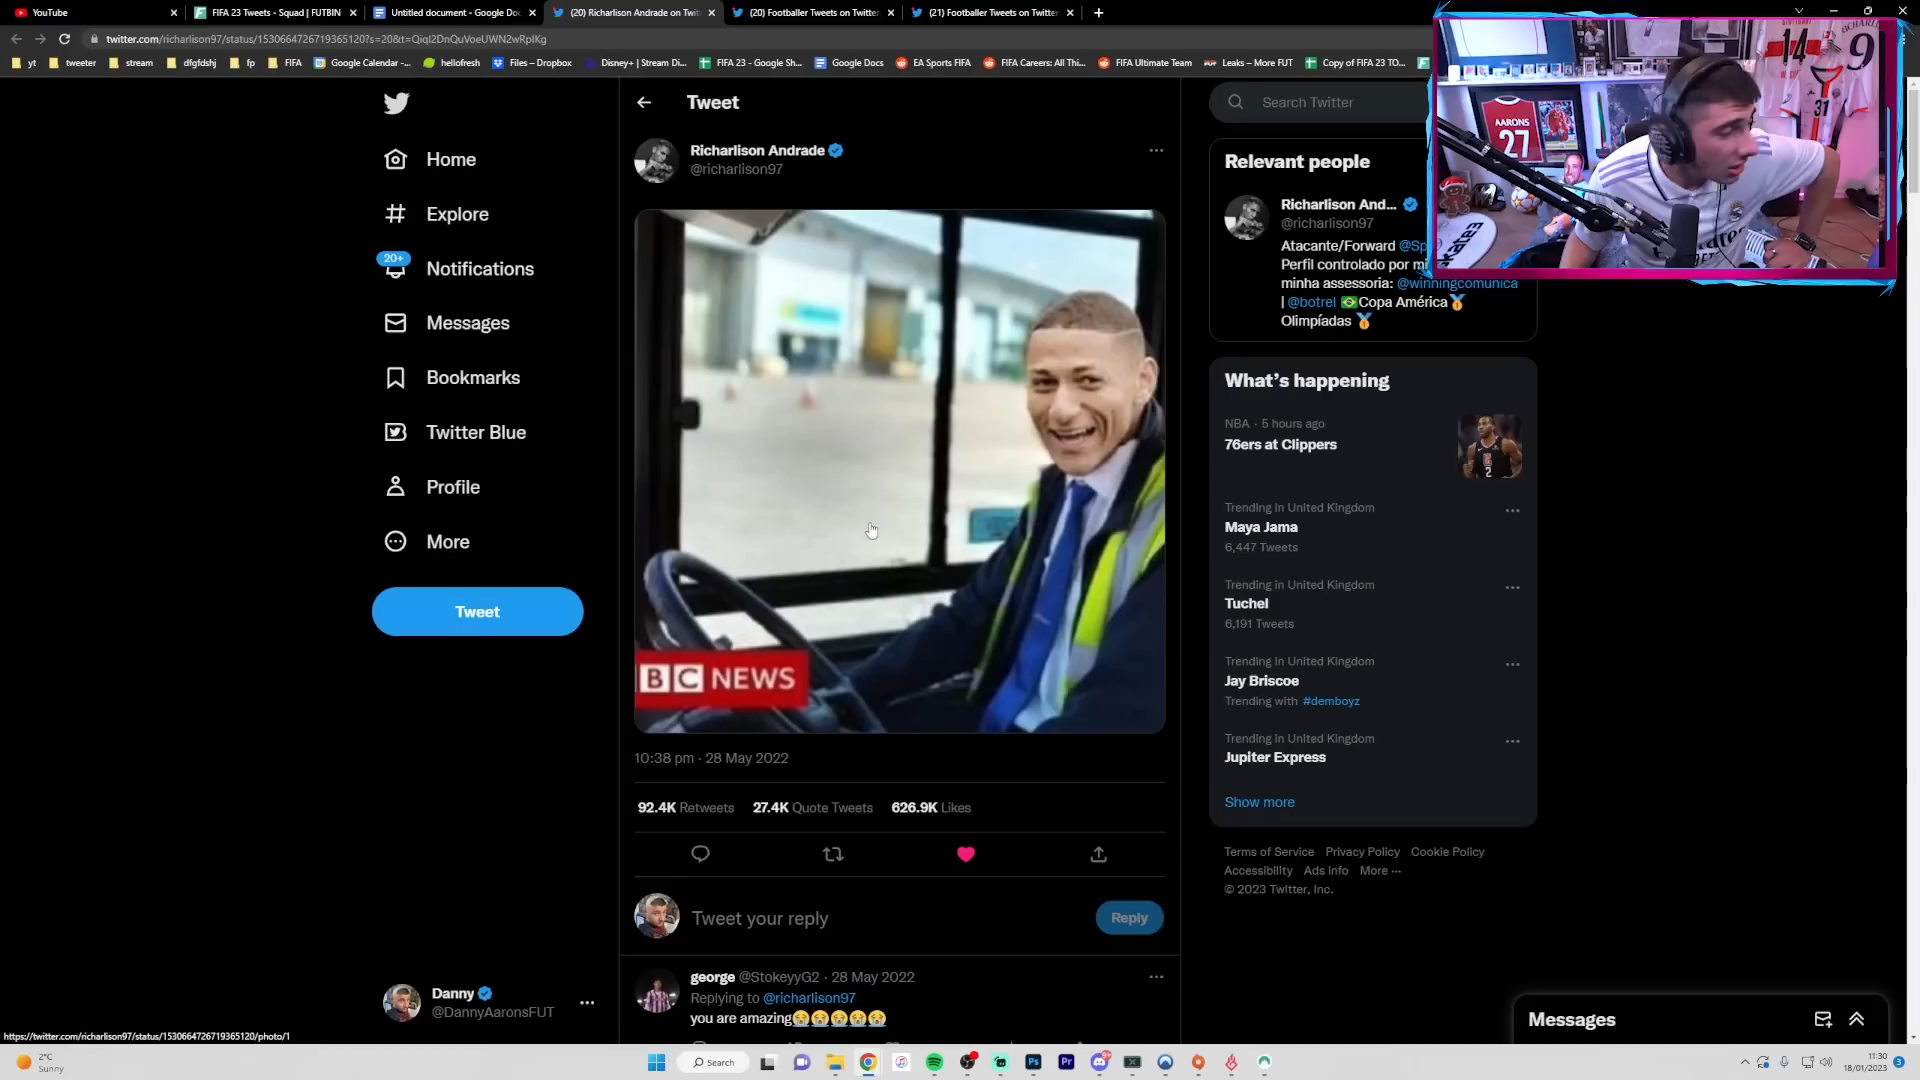 YouTube
FIFA 23 Tweets - Squad | FUTBIN
Untitled document - Google Doc
(20) Richarlison Andrade on Twit
(20) Footballer Tweets on Twitter
(21) Footballer Tweets on Twitter
twitter.com/richarlison97/status/1530664726719365120?s=20&t=QiqI2DnQuVoeUWN2wRpIKg
yt
tweeter
stream
dfgfdshj
fp
FIFA
Google Calendar -...
hellofresh
Files – Dropbox
Disney+ | Stream Di...
FIFA 23 - Google Sh...
Google Docs
EA Sports FIFA
FIFA Careers: All Thi...
FIFA Ultimate Team
Leaks – More FUT
Copy of FIFA 23 TO...
Home
Explore
20+
Notifications
Messages
Bookmarks
Twitter Blue
Profile
More
Tweet
Danny
@DannyAaronsFUT
Tweet
Richarlison Andrade
@richarlison97
BBC NEWS
10:38 pm · 28 May 2022
92.4K Retweets 27.4K Quote Tweets 626.9K Likes
Tweet your reply
Reply
george @StokeyyG2 · 28 May 2022
Replying to @richarlison97
you are amazing😭😭😭😭😭
Search Twitter
Relevant people
Richarlison And...
@richarlison97
Atacante/Forward @Sp
Perfil controlado por mi
minha assessoria: @winningcomunica
| @botrel 🇧🇷Copa América🥇
Olimpíadas 🥇
What's happening
NBA · 5 hours ago
76ers at Clippers
Trending in United Kingdom
Maya Jama
6,447 Tweets
Trending in United Kingdom
Tuchel
6,191 Tweets
Trending in United Kingdom
Jay Briscoe
Trending with #demboyz
Trending in United Kingdom
Jupiter Express
Show more
Terms of Service Privacy Policy Cookie Policy
Accessibility Ads info More ...
© 2023 Twitter, Inc.
Messages
AARONS
27
14
9
31
https://twitter.com/richarlison97/status/1530664726719365120/photo/1
2°C
Sunny
Search
11:30
18/01/2023
3